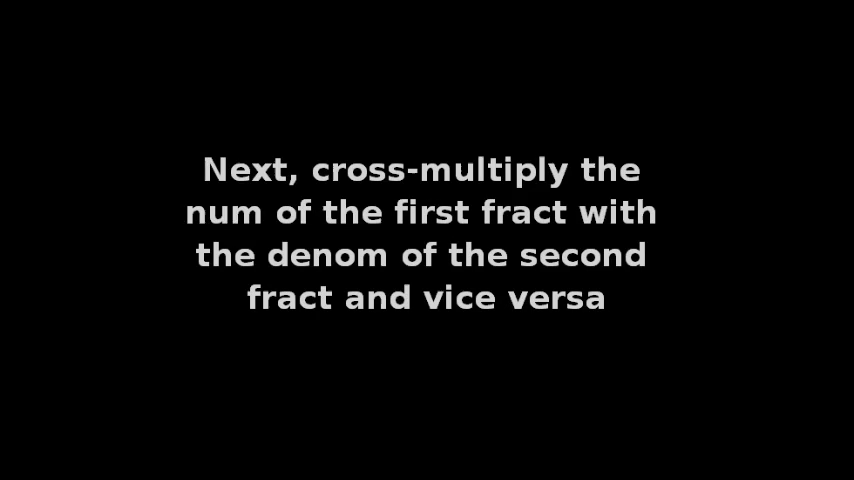 Next, cross-multiply the
num of the first fract with
the denom of the second
fract and vice versa